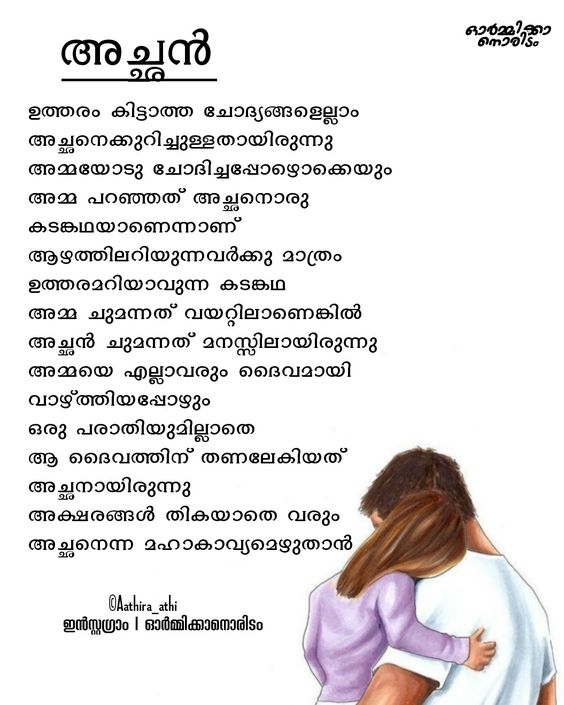 ഓർമ്മിക്കാ
നൊരിടം
അച്ഛൻ
ഉത്തരം കിട്ടാത്ത ചോദ്യങ്ങളെല്ലാം
അച്ഛനെക്കുറിച്ചുള്ളതായിരുന്നു
അമ്മയോടു ചോദിച്ചപ്പോഴൊക്കെയും
അമ്മ പറഞ്ഞത് അച്ഛനൊരു
കടങ്കഥയാണെന്നാണ്
ആഴത്തിലറിയുന്നവർക്കു മാത്രം
ഉത്തരമറിയാവുന്ന കടങ്കഥ
അമ്മ ചുമന്നത് വയറ്റിലാണെങ്കിൽ
അച്ഛൻ ചുമന്നത് മനസ്സിലായിരുന്നു
അമ്മയെ എല്ലാവരും ദൈവമായി
വാഴ്ത്തിയപ്പോഴും
ഒരു പരാതിയുമില്ലാതെ
ആ ദൈവത്തിന് തണലേകിയത്
അച്ഛനായിരുന്നു
അക്ഷരങ്ങൾ തികയാതെ വരും
അച്ഛനെന്ന മഹാകാവ്യമെഴുതാൻ
©Aathira_athi
ഇൻസ്റ്റഗ്രാം | ഓർമ്മിക്കാനൊരിടം